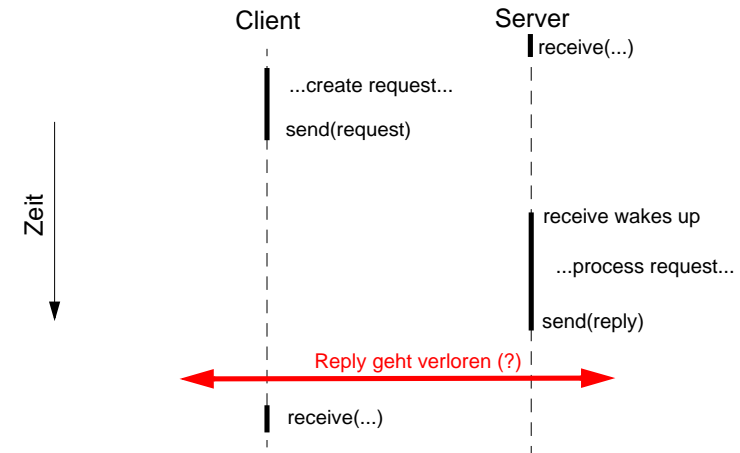 Client
Server
receive(...)
...create request...
send(request)
Zeit
receive wakes up
...process request...
send(reply)
Reply geht verloren (?)
receive(...)